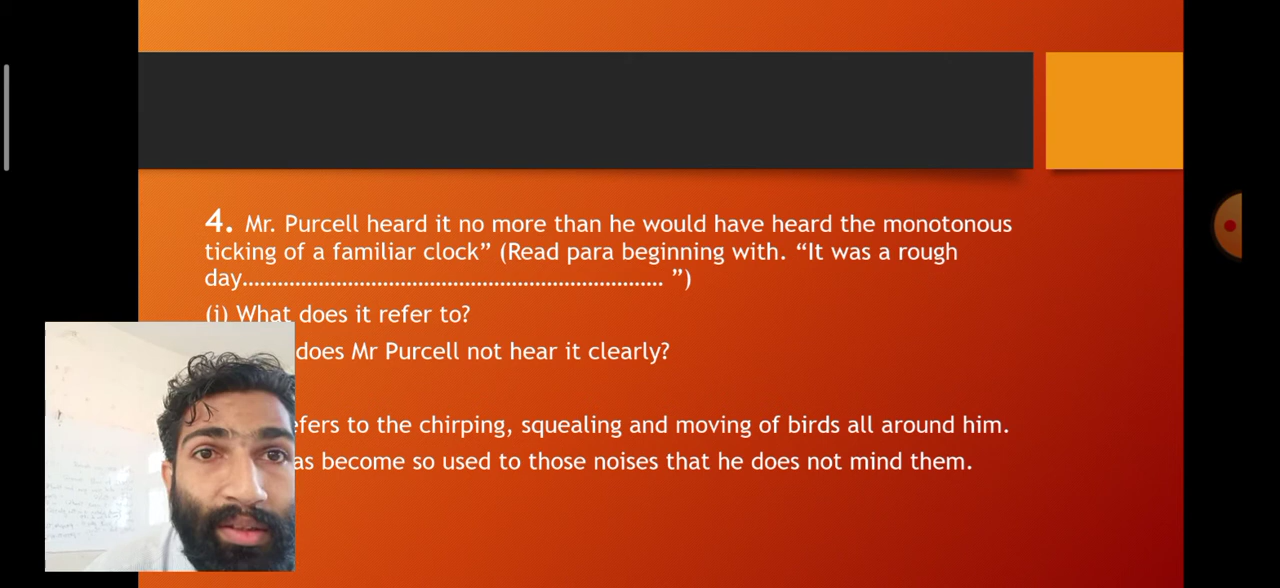 4. Mr. Purcell heard it no more than he would have heard the monotonous
ticking of a familiar clock” (Read para beginning with. “It was a rough
day........................................................................ ”)
(i) What does it refer to?
does Mr Purcell not hear it clearly?
efers to the chirping, squealing and moving of birds all around him.
as become so used to those noises that he does not mind them.